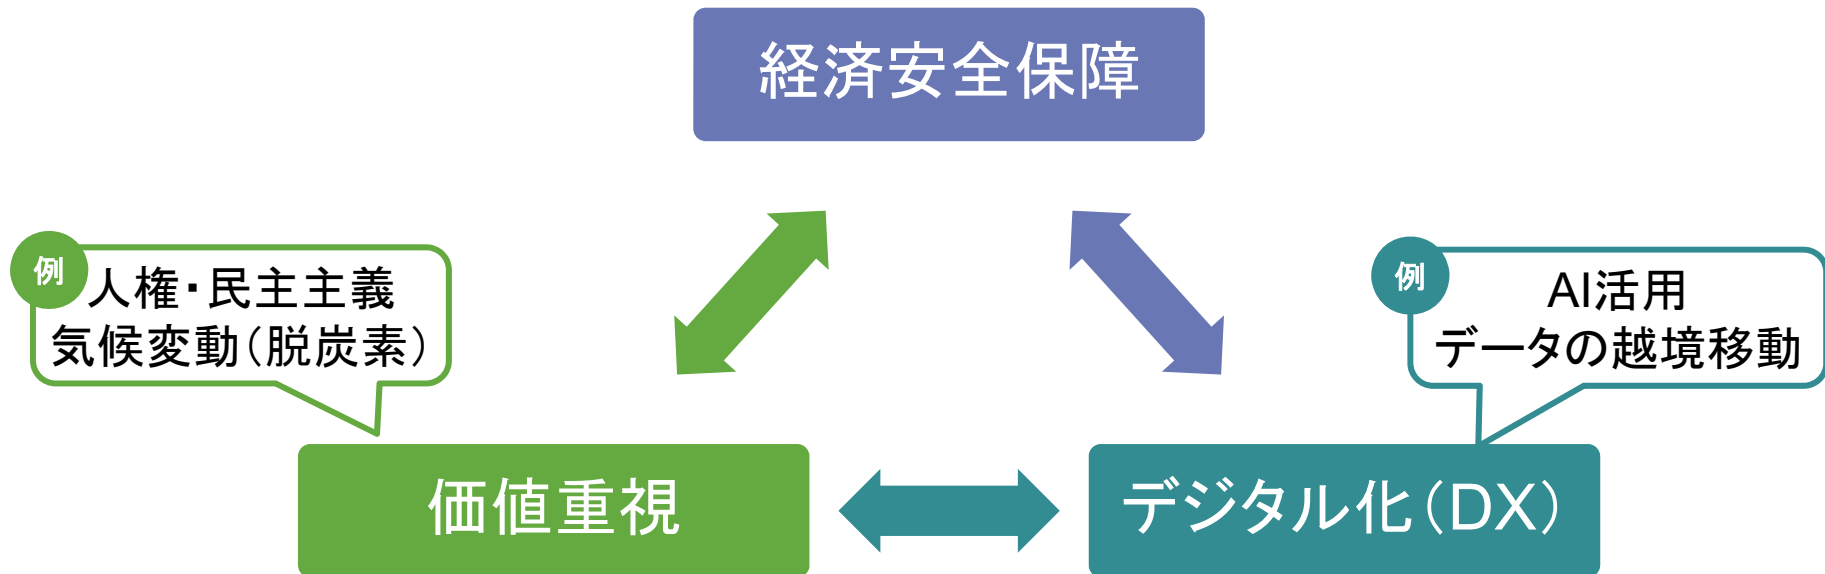 経済安全保障
例
人権・民主主義
気候変動(脱炭素)
例
AI活用
データの越境移動
価値重視
デジタル化(DX)